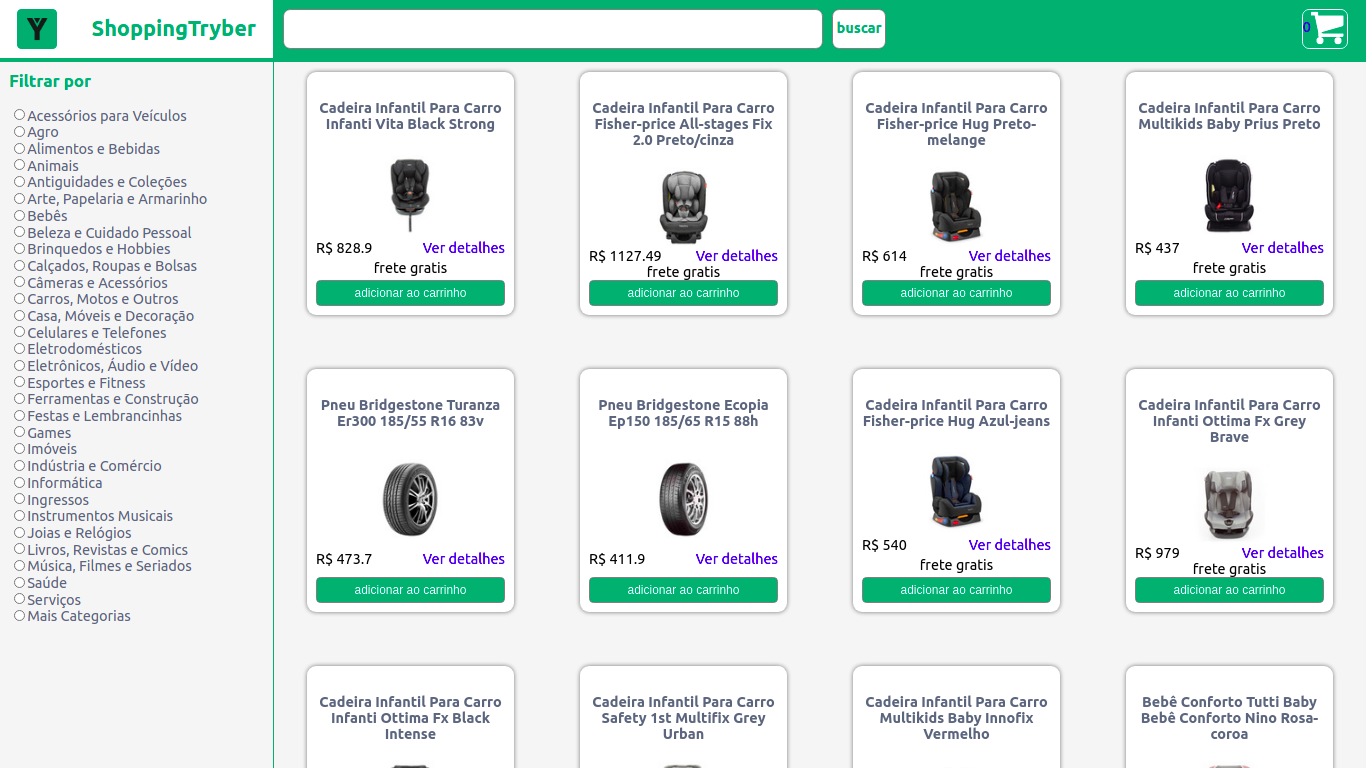 ShoppingTryber
buscar
0
Filtrar por
Acessórios para Veículos
Agro
Alimentos e Bebidas
Animais
Antiguidades e Coleções
Arte, Papelaria e Armarinho
Bebês
Beleza e Cuidado Pessoal
Brinquedos e Hobbies
Calçados, Roupas e Bolsas
Câmeras e Acessórios
Carros, Motos e Outros
Casa, Móveis e Decoração
Celulares e Telefones
Eletrodomésticos
Eletrônicos, Áudio e Vídeo
Esportes e Fitness
Ferramentas e Construção
Festas e Lembrancinhas
Games
Imóveis
Indústria e Comércio
Informática
Ingressos
Instrumentos Musicais
Joias e Relógios
Livros, Revistas e Comics
Música, Filmes e Seriados
Saúde
Serviços
Mais Categorias
Cadeira Infantil Para Carro
Infanti Vita Black Strong
R$ 828.9 Ver detalhes
frete gratis
adicionar ao carrinho
Cadeira Infantil Para Carro
Fisher-price All-stages Fix
2.0 Preto/cinza
R$ 1127.49 Ver detalhes
frete gratis
adicionar ao carrinho
Cadeira Infantil Para Carro
Fisher-price Hug Preto-
melange
R$ 614 Ver detalhes
frete gratis
adicionar ao carrinho
Cadeira Infantil Para Carro
Multikids Baby Prius Preto
R$ 437 Ver detalhes
frete gratis
adicionar ao carrinho
Pneu Bridgestone Turanza
Er300 185/55 R16 83v
R$ 473.7 Ver detalhes
adicionar ao carrinho
Pneu Bridgestone Ecopia
Ep150 185/65 R15 88h
R$ 411.9 Ver detalhes
adicionar ao carrinho
Cadeira Infantil Para Carro
Fisher-price Hug Azul-jeans
R$ 540 Ver detalhes
frete gratis
adicionar ao carrinho
Cadeira Infantil Para Carro
Infanti Ottima Fx Grey
Brave
R$ 979 Ver detalhes
frete gratis
adicionar ao carrinho
Cadeira Infantil Para Carro
Infanti Ottima Fx Black
Intense
Cadeira Infantil Para Carro
Safety 1st Multifix Grey
Urban
Cadeira Infantil Para Carro
Multikids Baby Innofix
Vermelho
Bebê Conforto Tutti Baby
Bebê Conforto Nino Rosa-
coroa